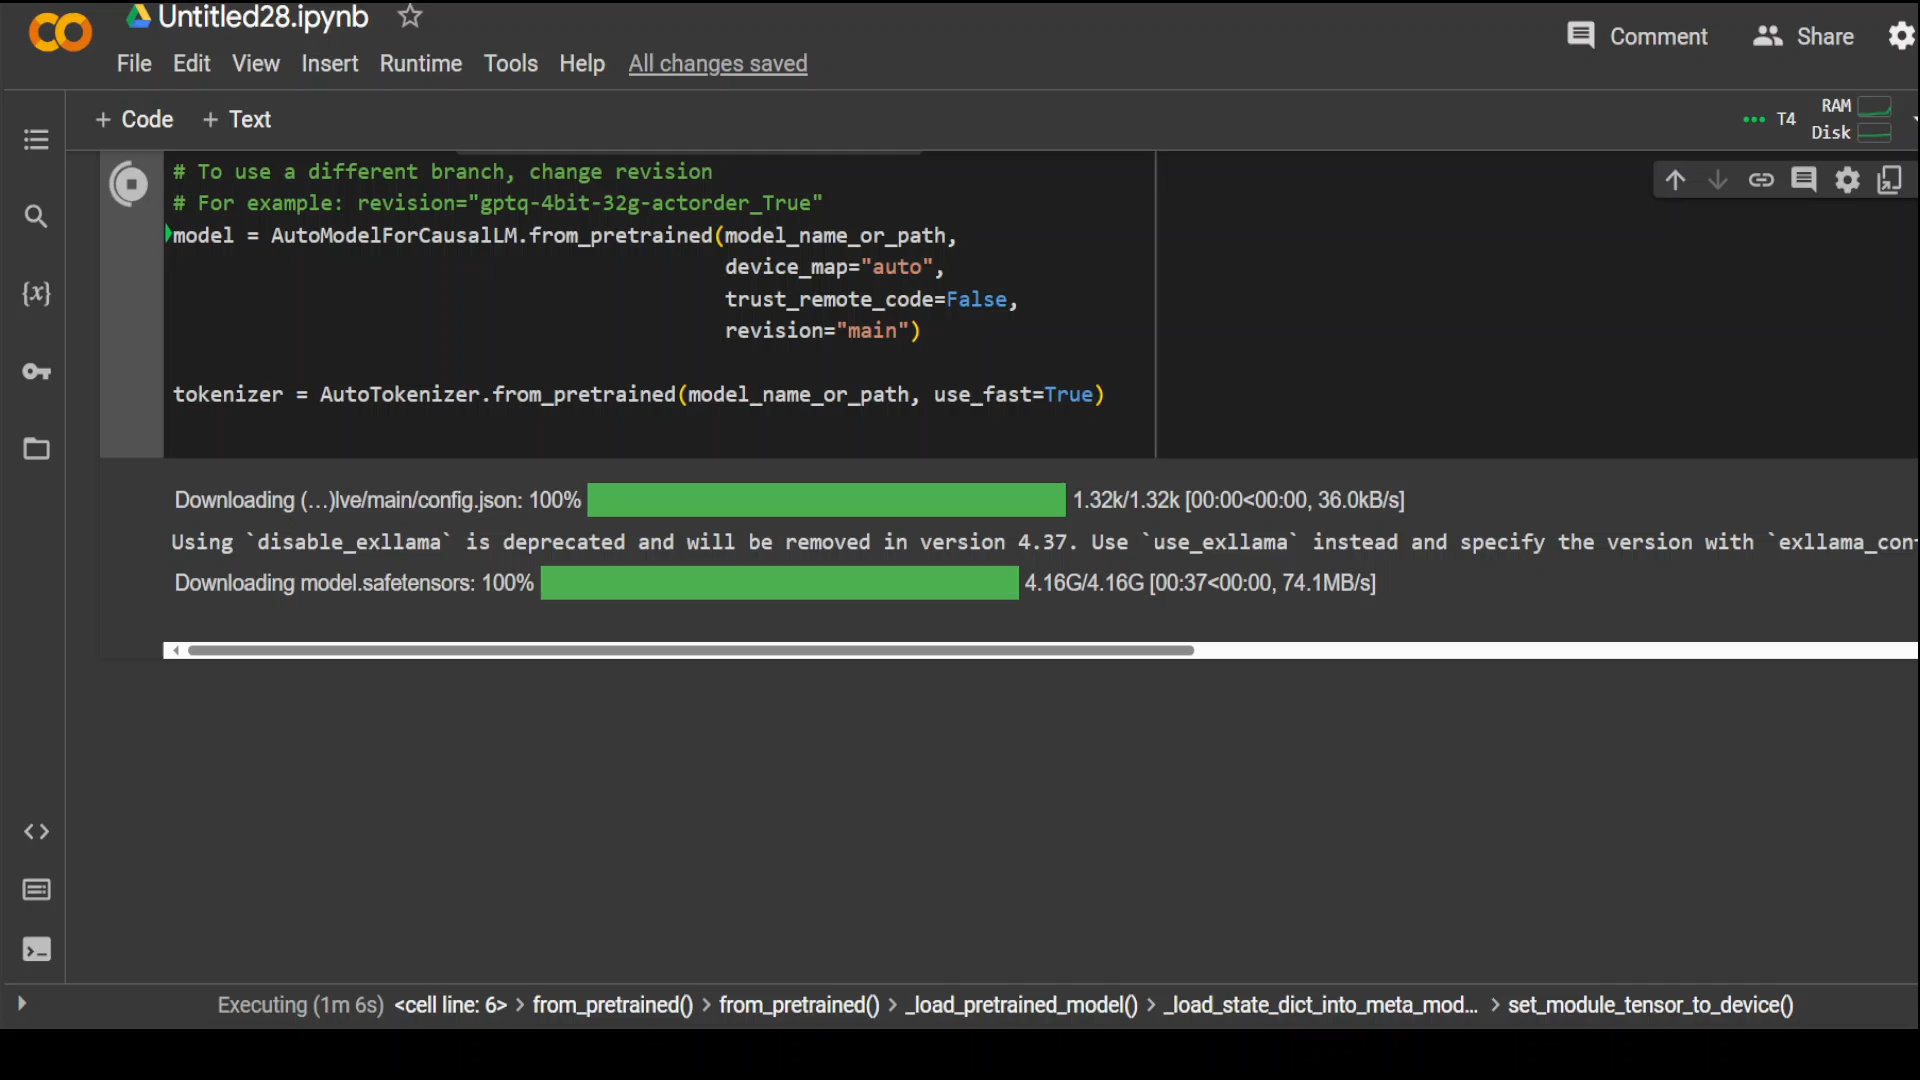 Untitled28.ipynb
File Edit View Insert Runtime Tools Help All changes saved
Comment Share
+ Code + Text
T4 RAM
Disk
# To use a different branch, change revision
# For example: revision="gptq-4bit-32g-actorder_True"
model = AutoModelForCausalLM.from_pretrained(model_name_or_path,
device_map="auto",
trust_remote_code=False,
revision="main")
tokenizer = AutoTokenizer.from_pretrained(model_name_or_path, use_fast=True)
Downloading (…)lve/main/config.json: 100% 1.32k/1.32k [00:00<00:00, 36.0kB/s]
Using `disable_exllama` is deprecated and will be removed in version 4.37. Use `use_exllama` instead and specify the version with `exllama_con
Downloading model.safetensors: 100% 4.16G/4.16G [00:37<00:00, 74.1MB/s]
{x}
Executing (1m 6s) <cell line: 6> > from_pretrained() > from_pretrained() > _load_pretrained_model() > _load_state_dict_into_meta_mod... > set_module_tensor_to_device()